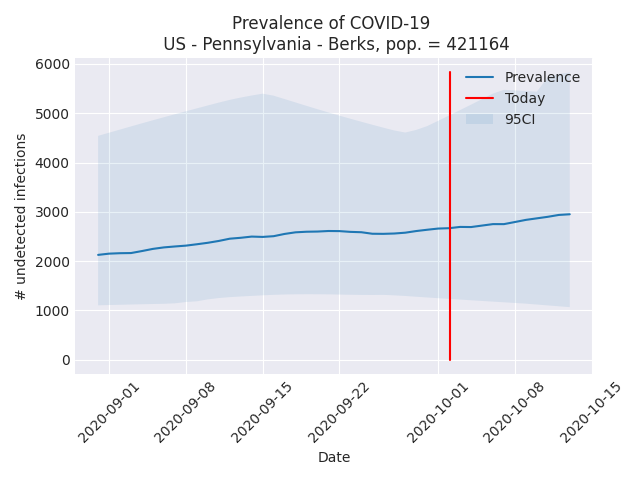 Prevalence of COVID-19
US - Pennsylvania - Berks, pop. = 421164
6000
5000
4000
3000
2000
1000
0
# undetected infections
Prevalence
Today
95CI
2020-09-01
2020-09-08
2020-09-15
2020-09-22
2020-10-01
2020-10-08
2020-10-15
Date